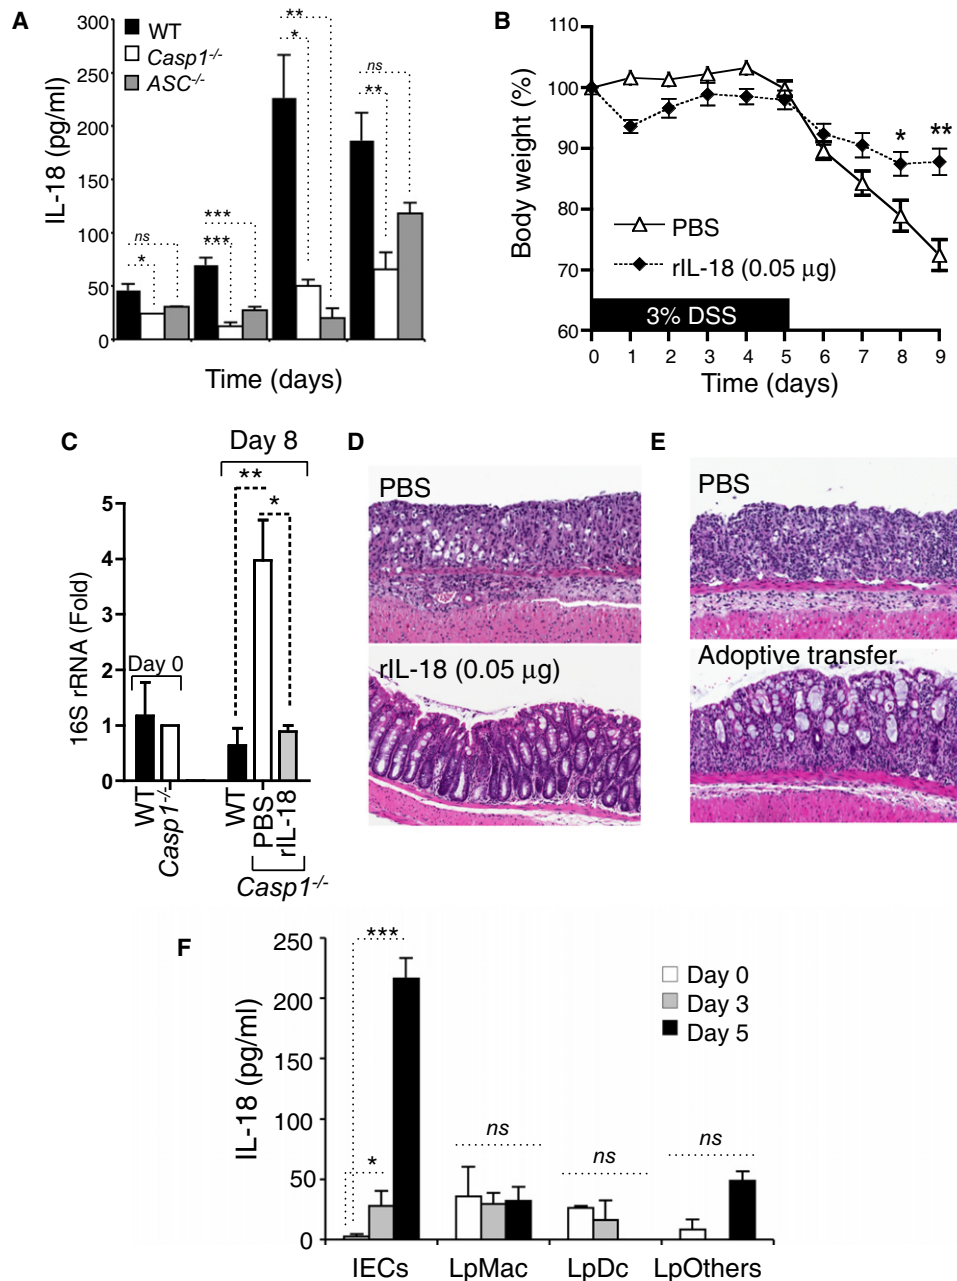 A
300
250
200
150
100
50
0
IL-18 (pg/ml)
WT
Casp1-/-
ASC-/-
ns
*
***
***
**
*
ns
**
Time (days)
B
110
100
90
80
70
60
Body weight (%)
*
**
PBS
rIL-18 (0.05 μg)
3% DSS
0 1 2 3 4 5 6 7 8 9
Time (days)
C
Day 8
**
*
5
4
3
2
1
0
16S rRNA (Fold)
Day 0
WT
Casp1-/-
WT
PBS
rIL-18
Casp1-/-
D
PBS
rIL-18 (0.05 μg)
E
PBS
Adoptive transfer
F
250
200
150
100
50
0
IL-18 (pg/ml)
***
*
ns
ns
ns
Day 0
Day 3
Day 5
IECs LpMac LpDc LpOthers